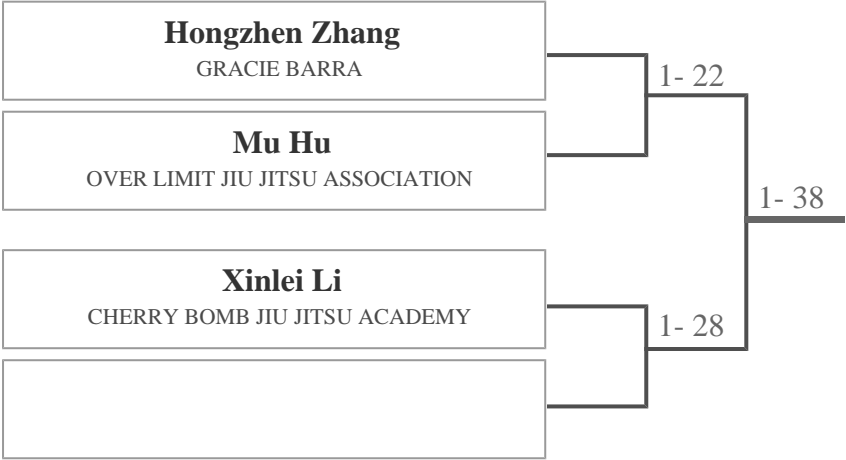 Hongzhen Zhang
GRACIE BARRA
1- 22
Mu Hu
OVER LIMIT JIU JITSU ASSOCIATION
1- 38
Xinlei Li
CHERRY BOMB JIU JITSU ACADEMY
1- 28